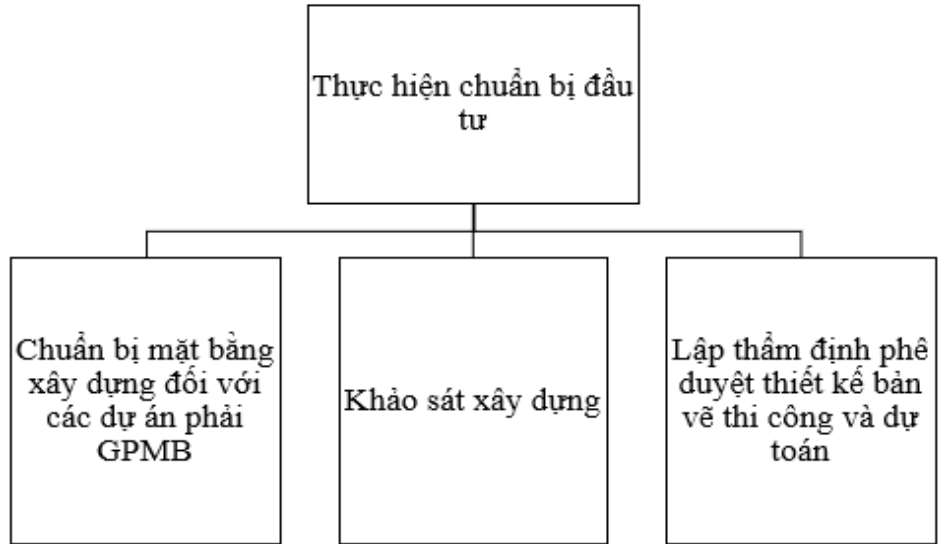 Thực hiện chuẩn bị đầu
tư
Chuẩn bị mặt bằng
xây dựng đối với
các dự án phải
GPMB
Khảo sát xây dựng
Lập thẩm định phê
duyệt thiết kế bản
vẽ thi công và dự
toán